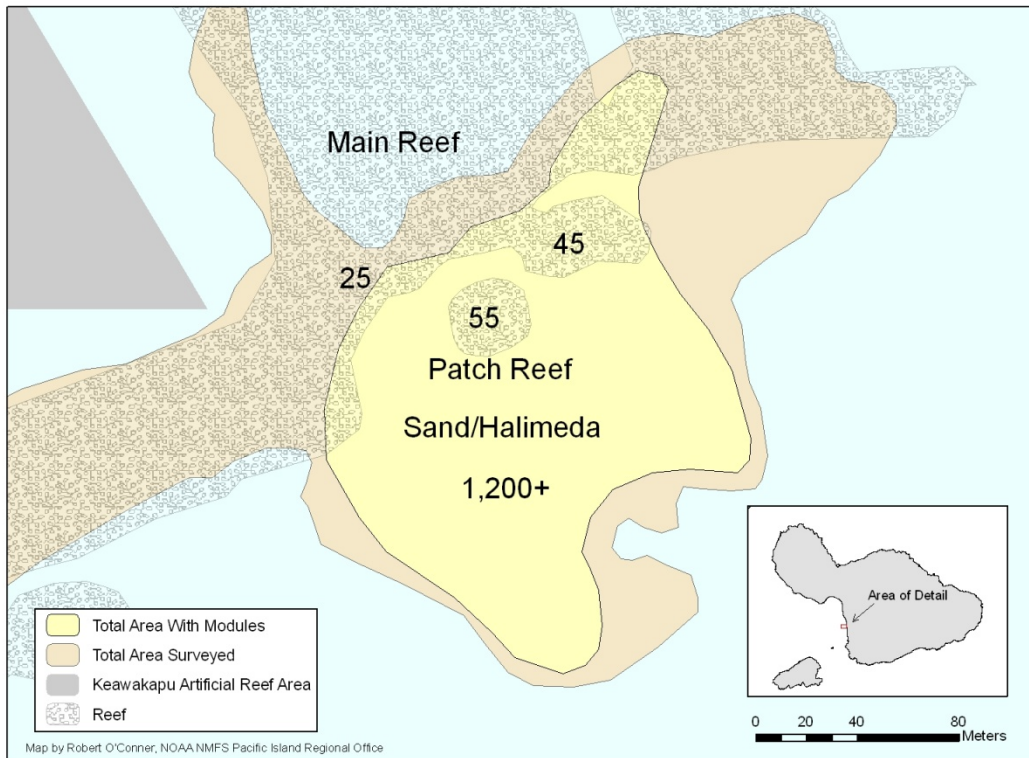 Main Reef
45
25
55
Patch Reef
Sand/Halimeda
1,200+
Area of Detail
Total Area With Modules
Total Area Surveyed
Keawakapu Artificial Reef Area
Reef
0 20 40 80
Meters
Map by Robert O'Conner, NOAA NMFS Pacific Island Regional Office